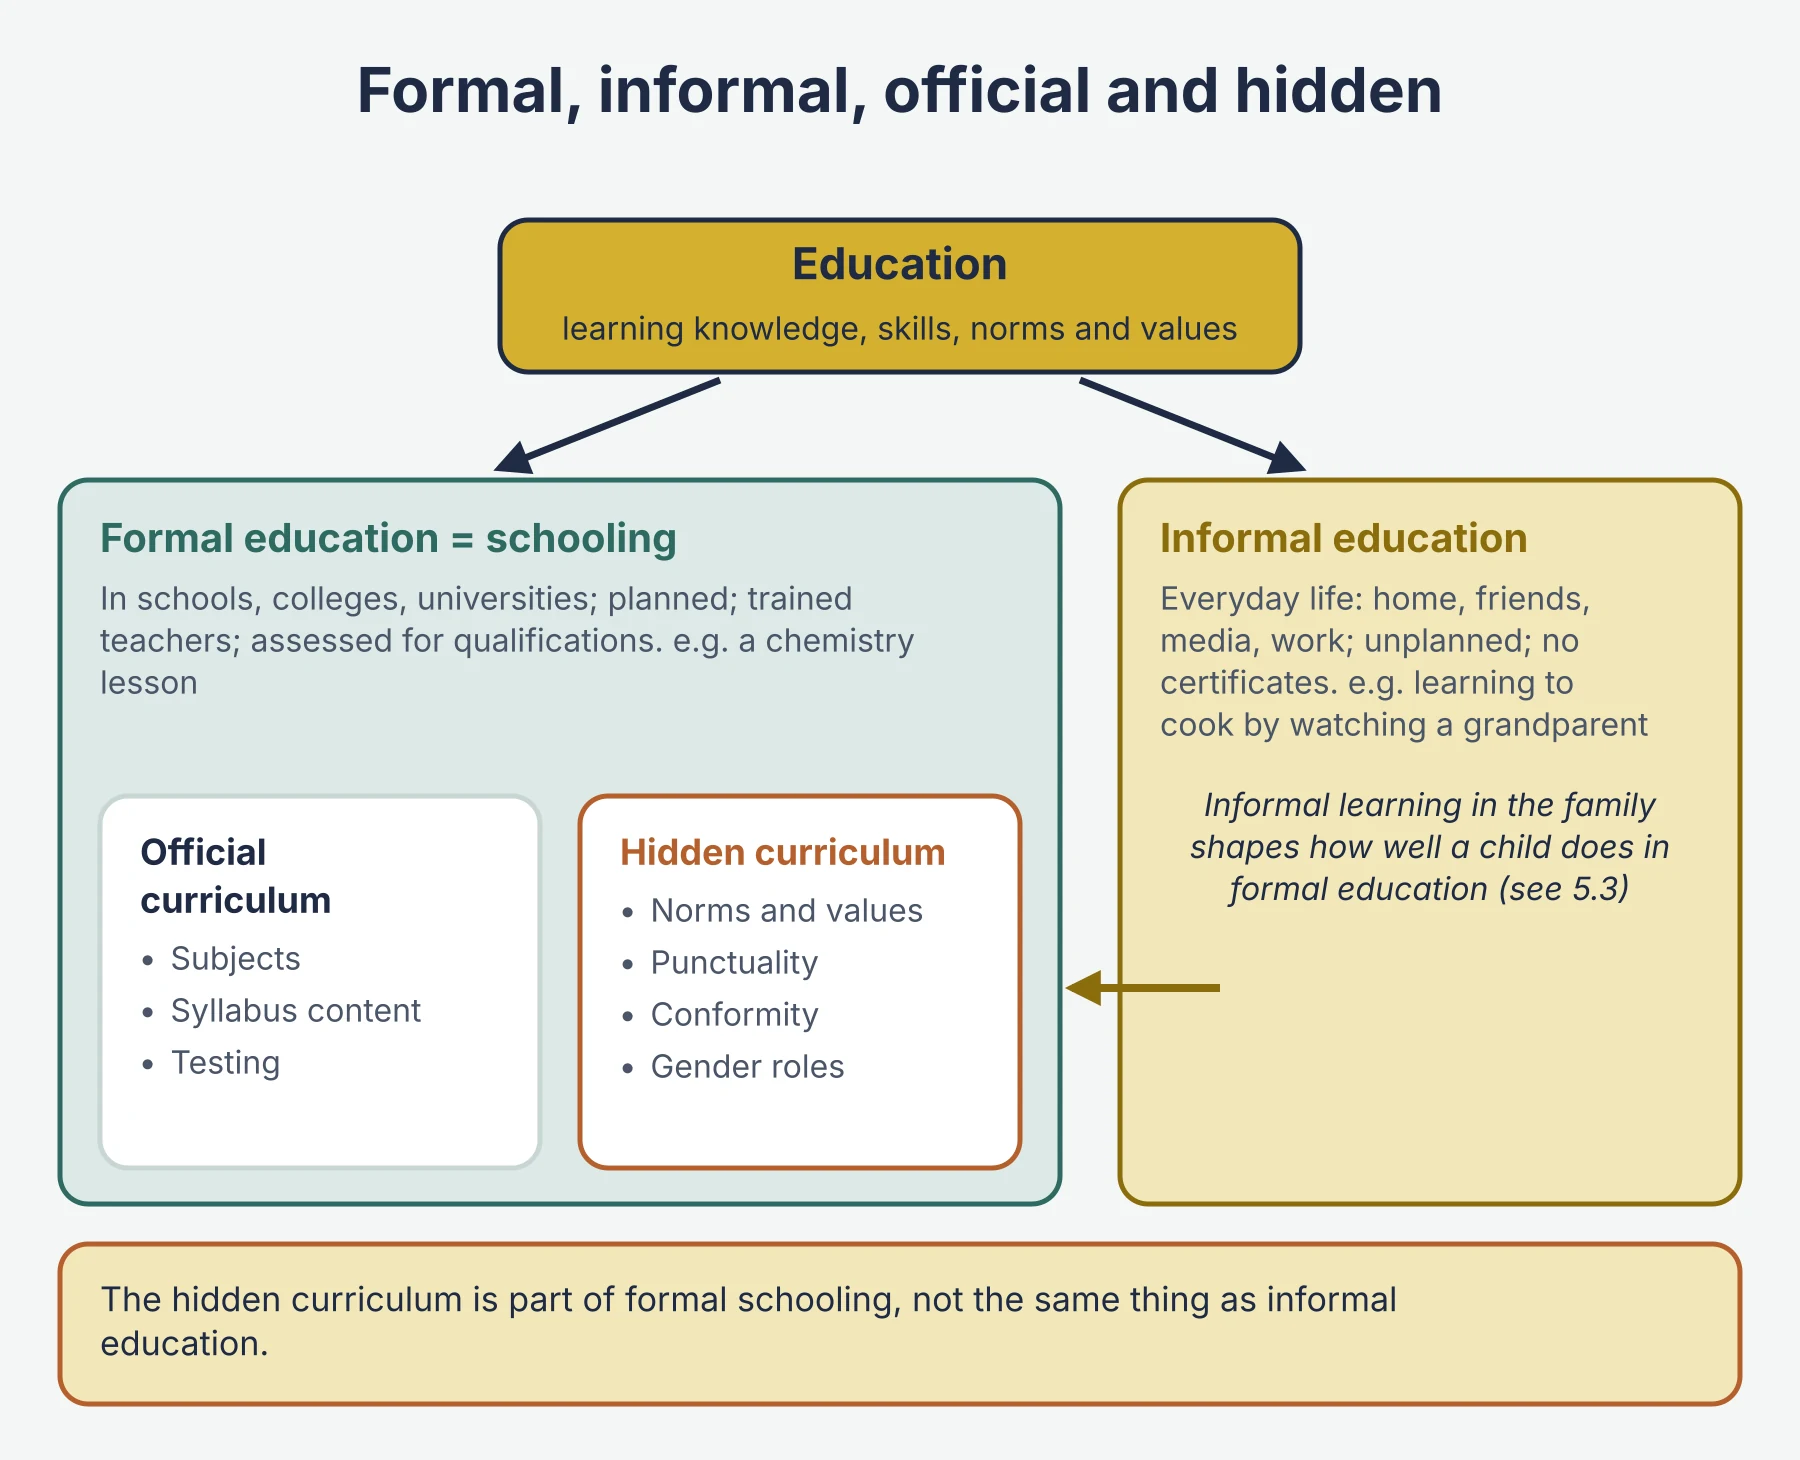 Formal, informal, official and hidden
Education
learning knowledge, skills, norms and values
Formal education = schooling
In schools, colleges, universities; planned; trained
teachers; assessed for qualifications. e.g. a chemistry
lesson
Official
curriculum
• Subjects
• Syllabus content
• Testing
Hidden curriculum
• Norms and values
• Punctuality
• Conformity
• Gender roles
Informal education
Everyday life: home, friends,
media, work; unplanned; no
certificates. e.g. learning to
cook by watching a grandparent
Informal learning in the family
shapes how well a child does in
formal education (see 5.3)
The hidden curriculum is part of formal schooling, not the same thing as informal
education.